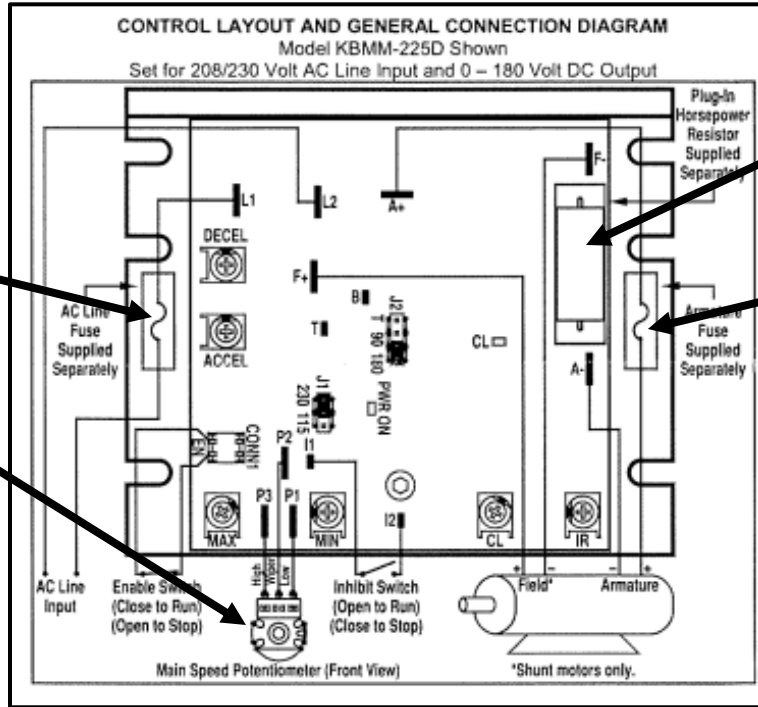 CONTROL LAYOUT AND GENERAL CONNECTION DIAGRAM
Model KBMM-225D Shown
Set for 208/230 Volt AC Line Input and 0 – 180 Volt DC Output
Plug-In
Horsepower
Resistor
Supplied
Separately
F-
L1
L2
A+
DECEL
F+
B
J2
T 90 180
AC Line
Fuse
Supplied
Separately
T
ACCEL
CL
Armature
Fuse
Supplied
Separately
A-
J1
230 115
PWR ON
EN
CONN1
P2
I1
P3
P1
I2
MAX
MIN
CL
IR
High
Wiper
Low
AC Line
Input
Enable Switch
(Close to Run)
(Open to Stop)
Inhibit Switch
(Open to Run)
(Close to Stop)
+ − − +
Field*
Armature
Main Speed Potentiometer (Front View)
*Shunt motors only.